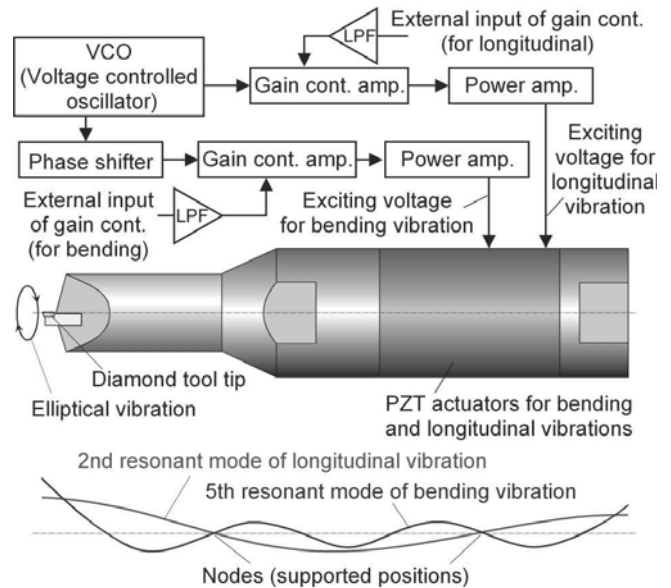 External input of gain cont.
(for longitudinal)
LPF
VCO
(Voltage controlled
oscillator)
Gain cont. amp.
Power amp.
Phase shifter
Gain cont. amp.
Power amp.
Exciting
voltage for
longitudinal
vibration
External input
of gain cont.
(for bending)
LPF
Exciting voltage
for bending vibration
Diamond tool tip
Elliptical vibration
PZT actuators for bending
and longitudinal vibrations
2nd resonant mode of longitudinal vibration
5th resonant mode of bending vibration
Nodes (supported positions)